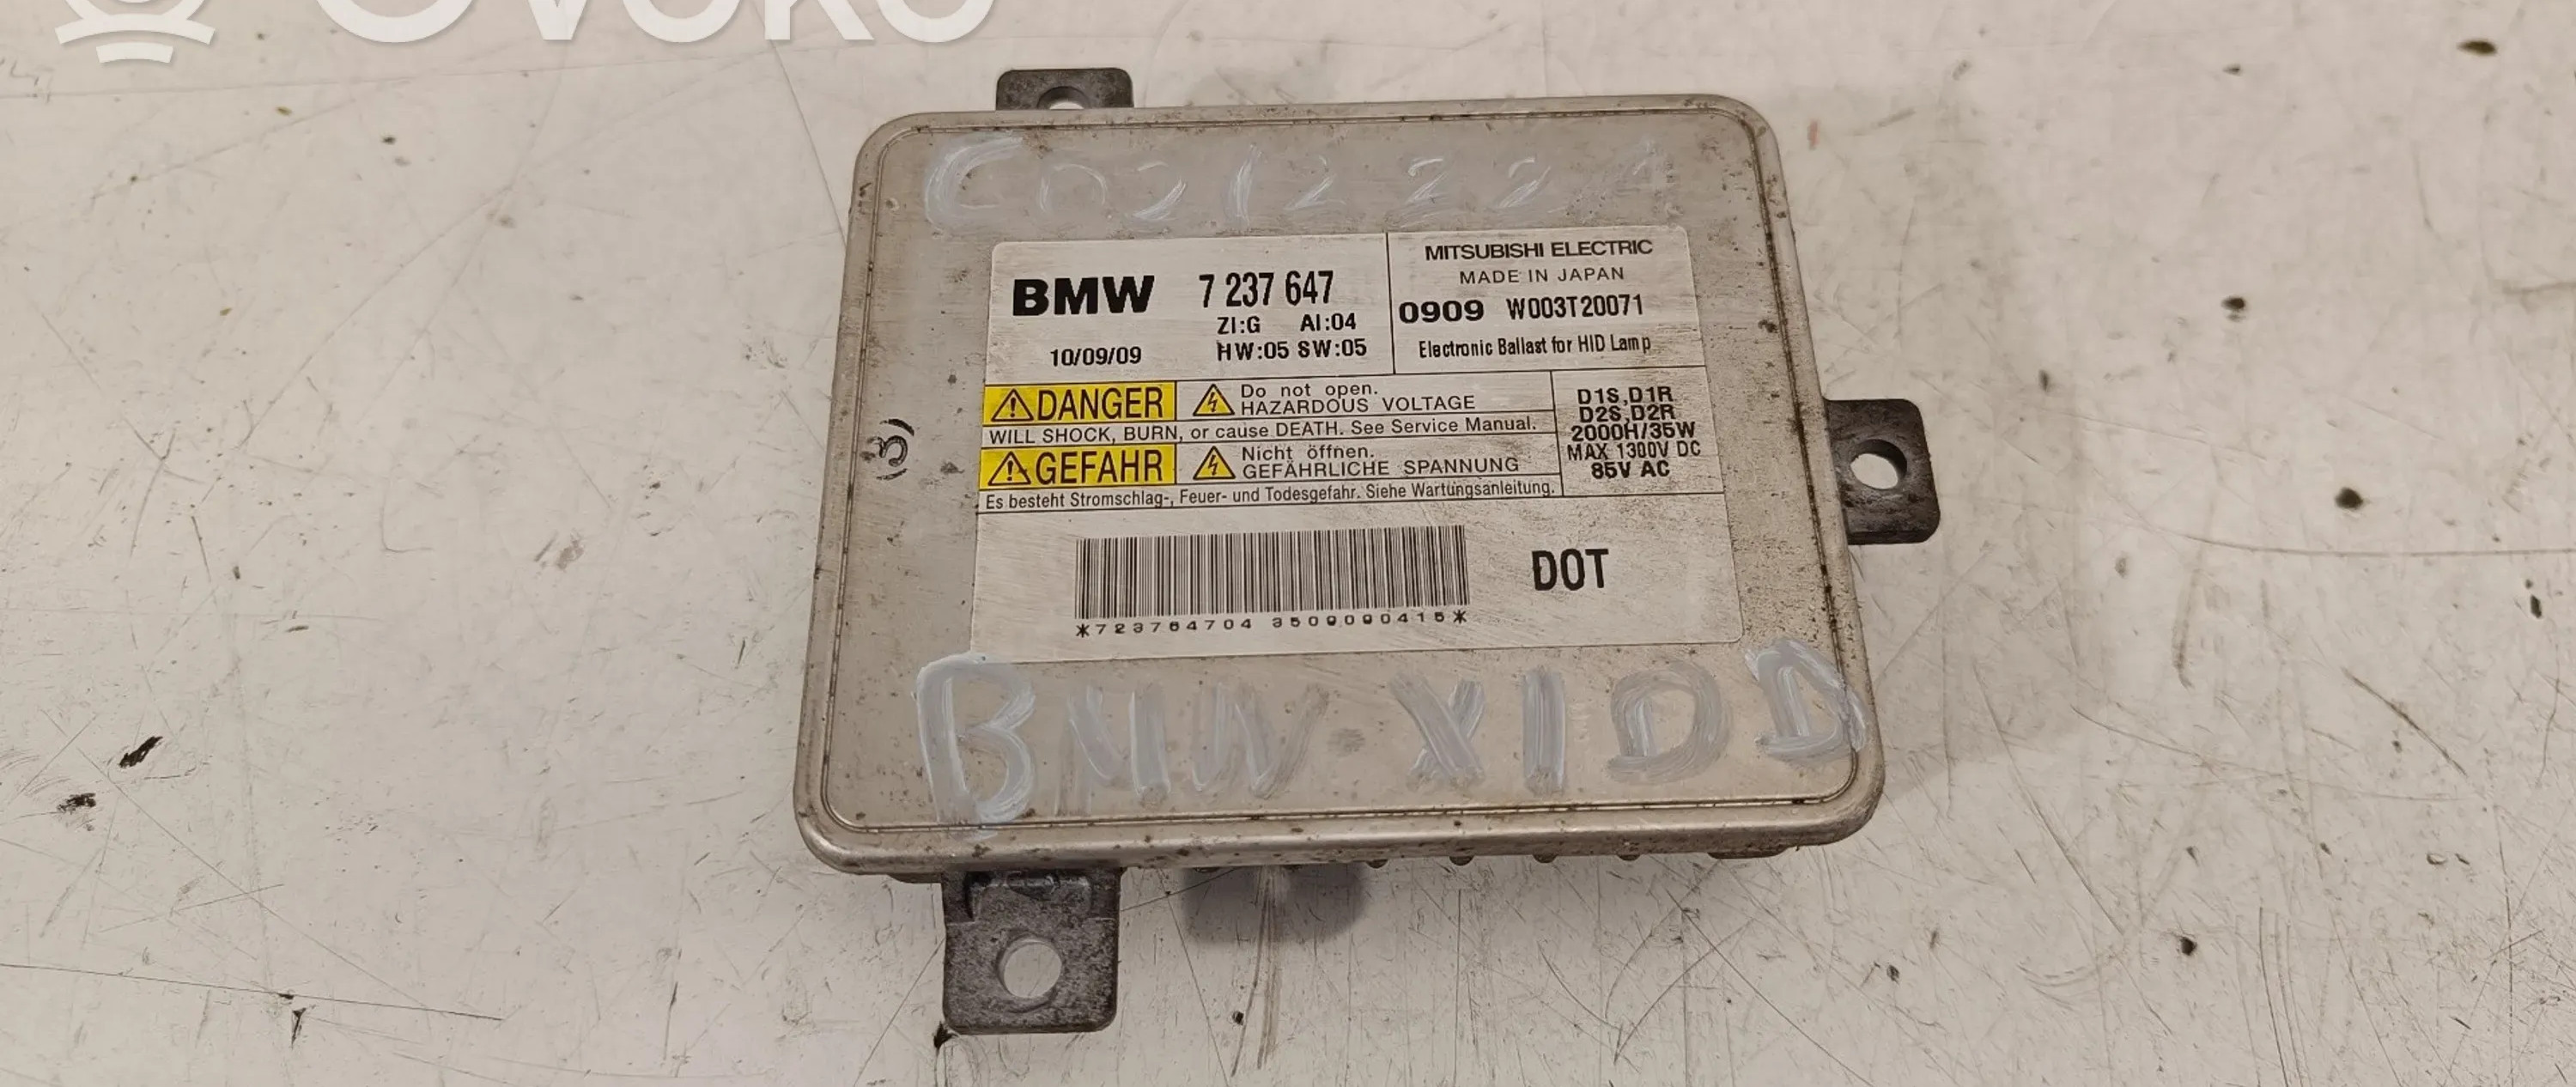 BMW 7 237 647
ZI:G AI:04
10/09/09 HW:05 SW:05
MITSUBISHI ELECTRIC
MADE IN JAPAN
0909 W003T20071
Electronic Ballast for HID Lamp
DANGER Do not open.
HAZARDOUS VOLTAGE
WILL SHOCK, BURN, or cause DEATH. See Service Manual.
GEFAHR Nicht öffnen.
GEFÄHRLICHE SPANNUNG
Es besteht Stromschlag-, Feuer- und Todesgefahr. Siehe Wartungsanleitung.
D1S,D1R
D2S,D2R
2000H/35W
MAX 1300V DC
85V AC
DOT
*723764704 3509090415*
BMW X1 DD
(3)